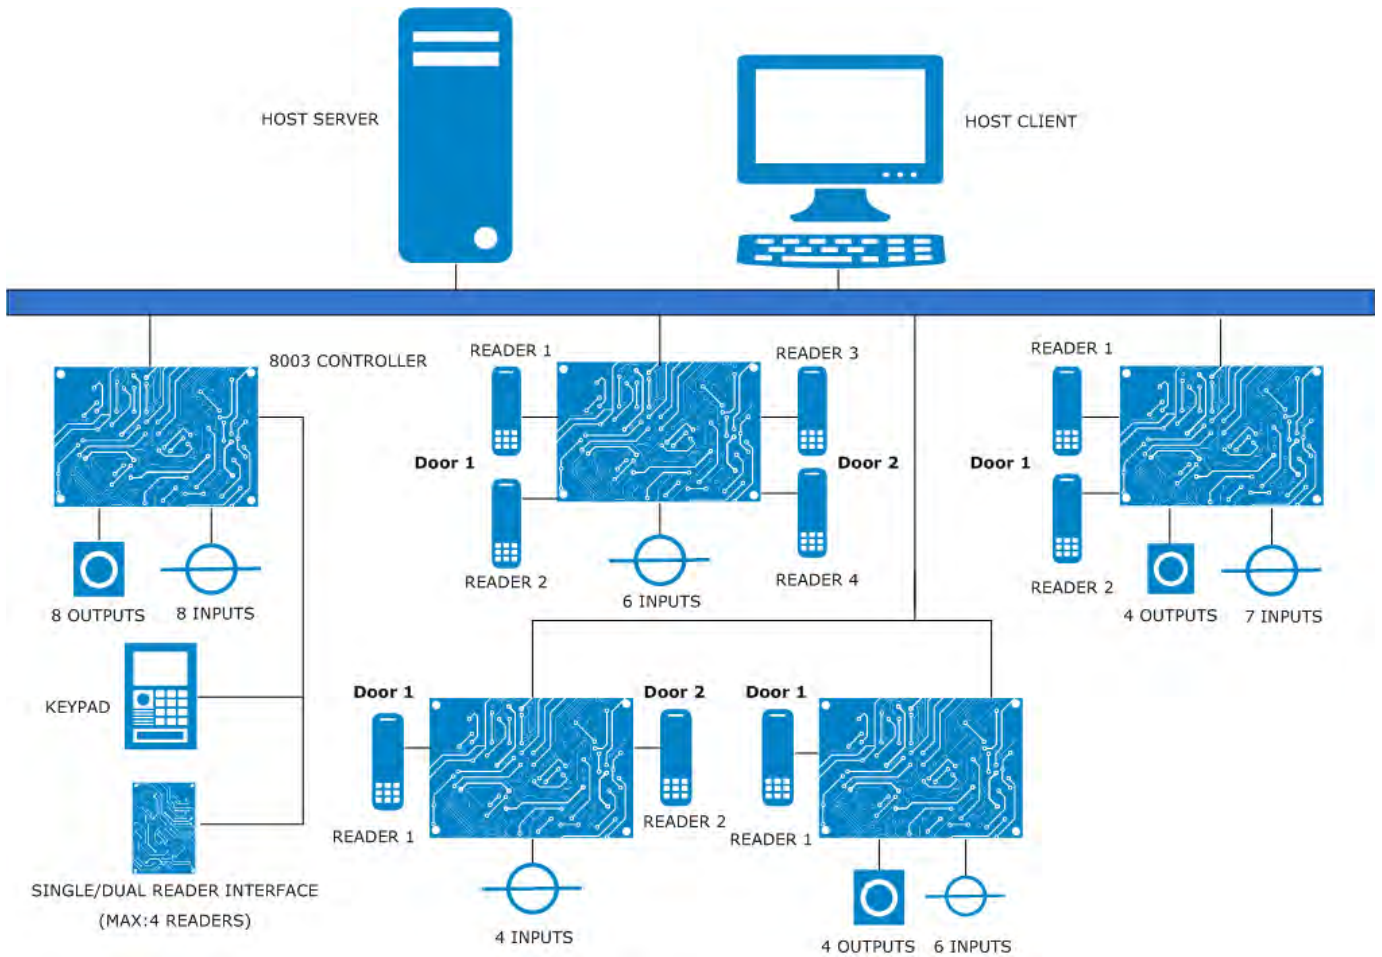 HOST SERVER
HOST CLIENT
8003 CONTROLLER
8 OUTPUTS
8 INPUTS
KEYPAD
SINGLE/DUAL READER INTERFACE
(MAX:4 READERS)
READER 1
READER 3
Door 1
Door 2
READER 2
READER 4
6 INPUTS
READER 1
Door 1
READER 2
4 OUTPUTS
7 INPUTS
Door 1
Door 2
READER 1
READER 2
4 INPUTS
Door 1
READER 1
4 OUTPUTS
6 INPUTS